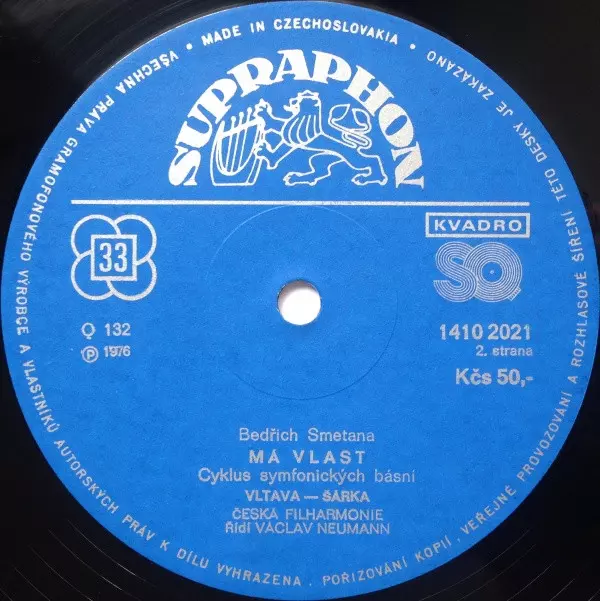 MADE IN CZECHOSLOVAKIA • VŠECHNA PRÁVA GRAMOFONOVÉHO VÝROBCE A VLASTNÍKŮ AUTORSKÝCH PRÁV K DÍLU VYHRAZENA . POŘIZOVÁNÍ KOPIÍ , VEŘEJNÉ PROVOZOVÁNÍ A ROZHLASOVÉ ŠÍŘENÍ TÉTO DESKY JE ZAKÁZÁNO
SUPRAPHON
33
KVADRO
SQ
Q 132
Ⓟ 1976
1410 2021
2. strana
Kčs 50,-
Bedřich Smetana
MÁ VLAST
Cyklus symfonických básní
VLTAVA — ŠÁRKA
ČESKÁ FILHARMONIE
Řídí VÁCLAV NEUMANN